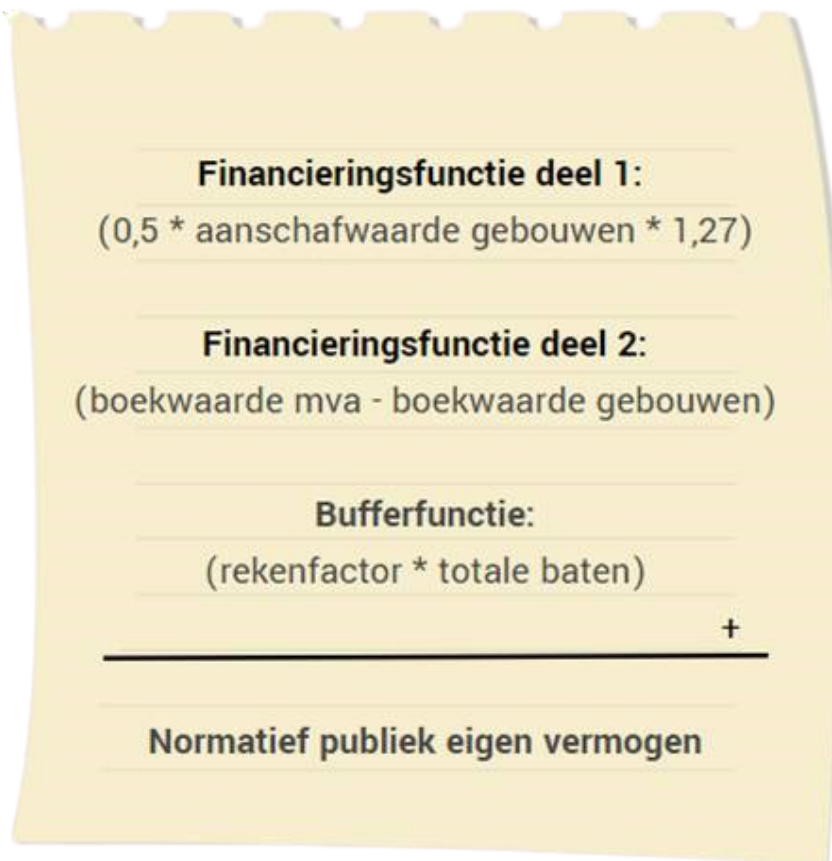 Financieringsfunctie deel 1:
(0,5 * aanschafwaarde gebouwen * 1,27)
Financieringsfunctie deel 2:
(boekwaarde mva - boekwaarde gebouwen)
Bufferfunctie:
(rekenfactor * totale baten)
+
Normatief publiek eigen vermogen